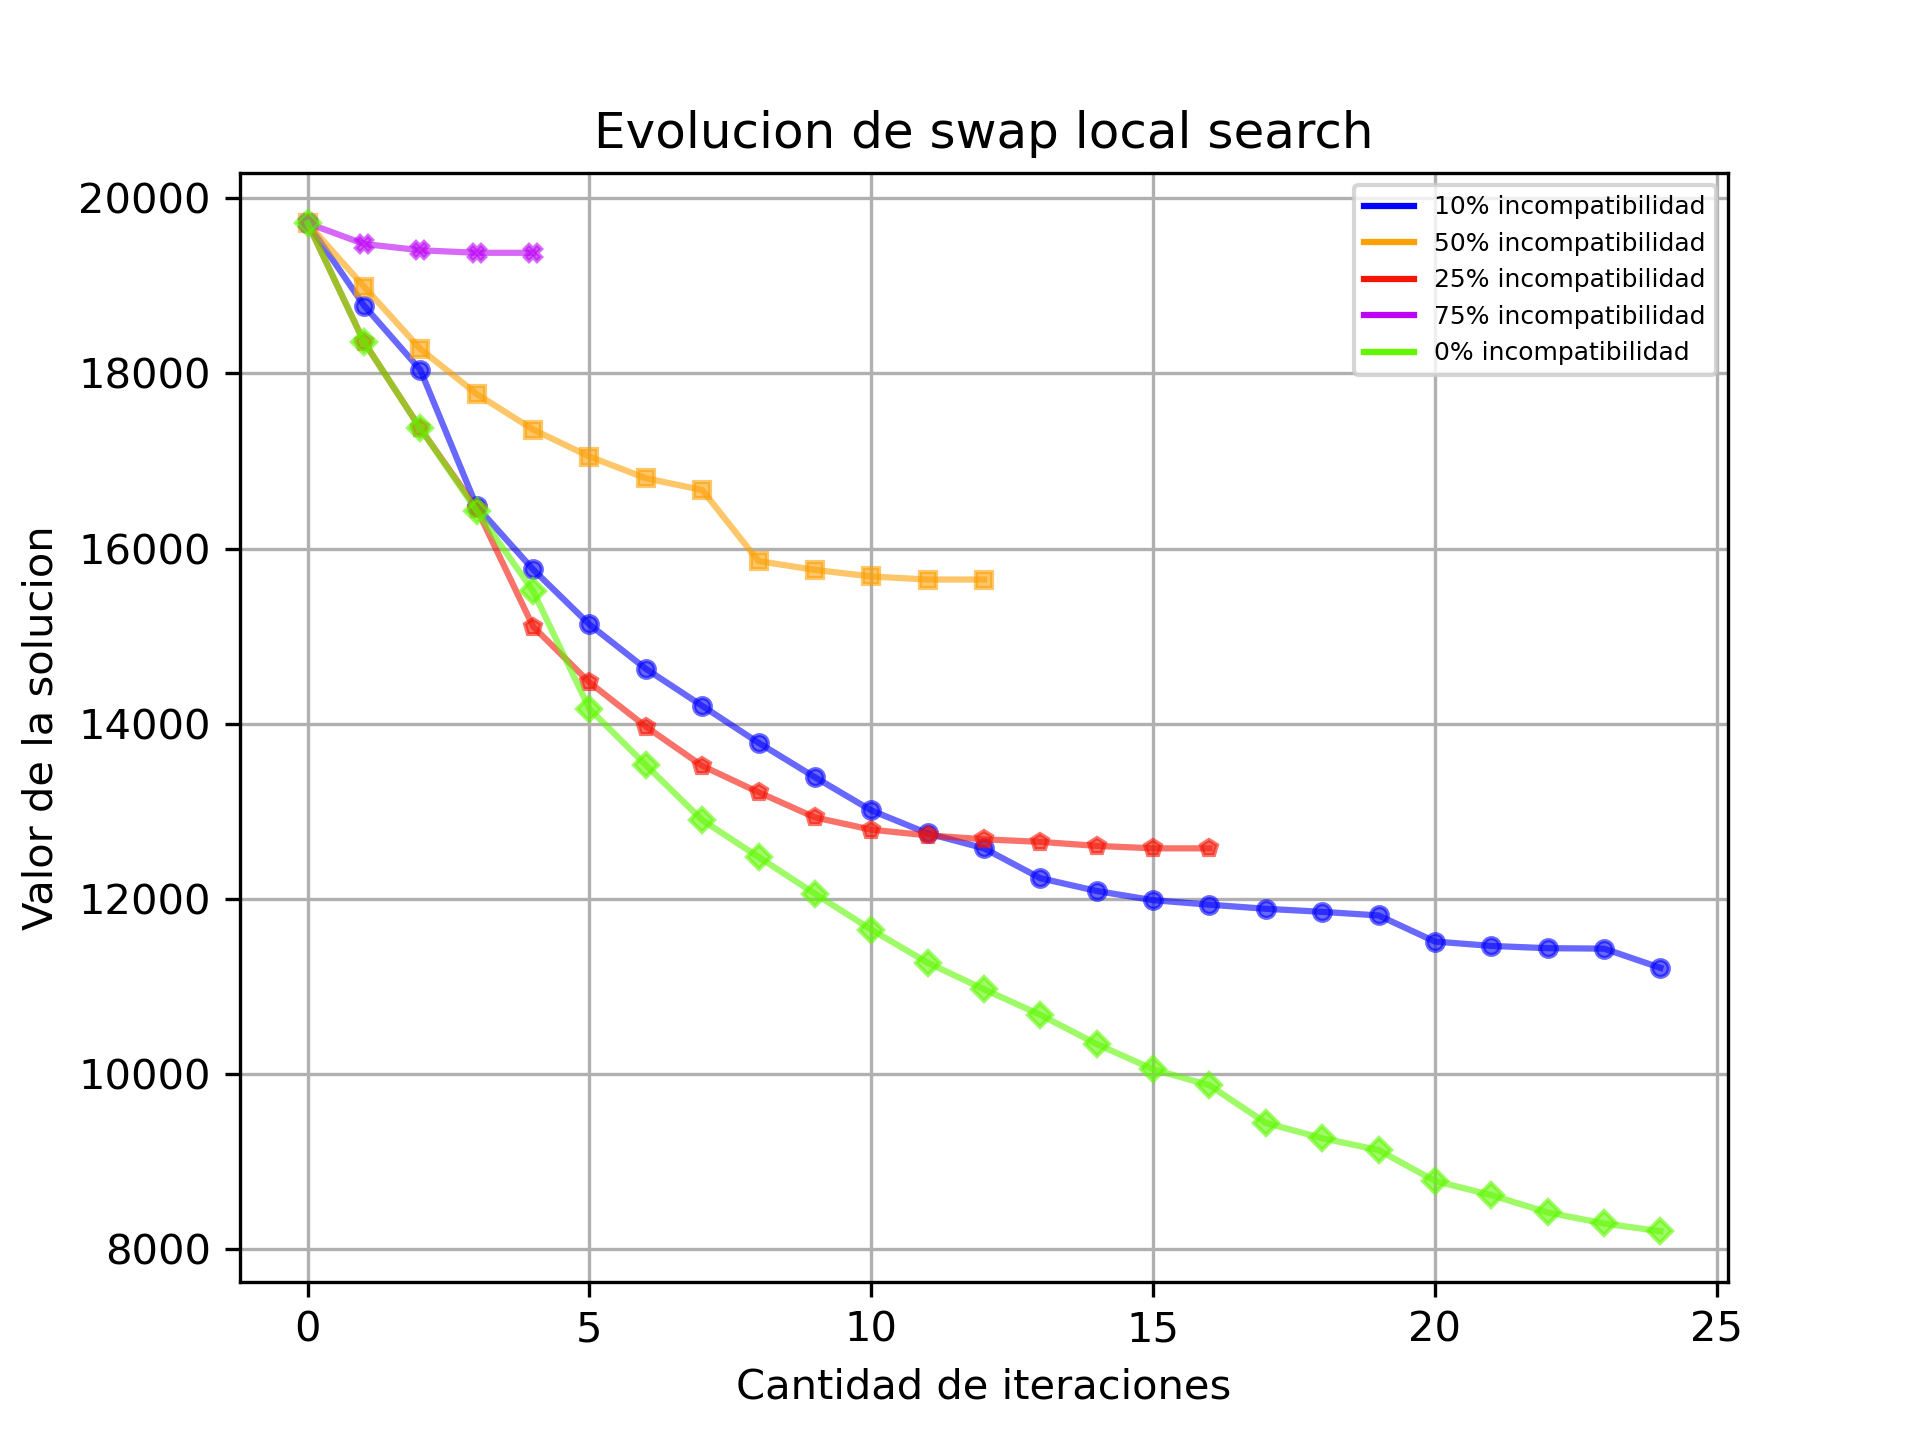 Evolucion de swap local search
20000
18000
16000
14000
12000
10000
8000
Valor de la solucion
10% incompatibilidad
50% incompatibilidad
25% incompatibilidad
75% incompatibilidad
0% incompatibilidad
0 5 10 15 20 25
Cantidad de iteraciones